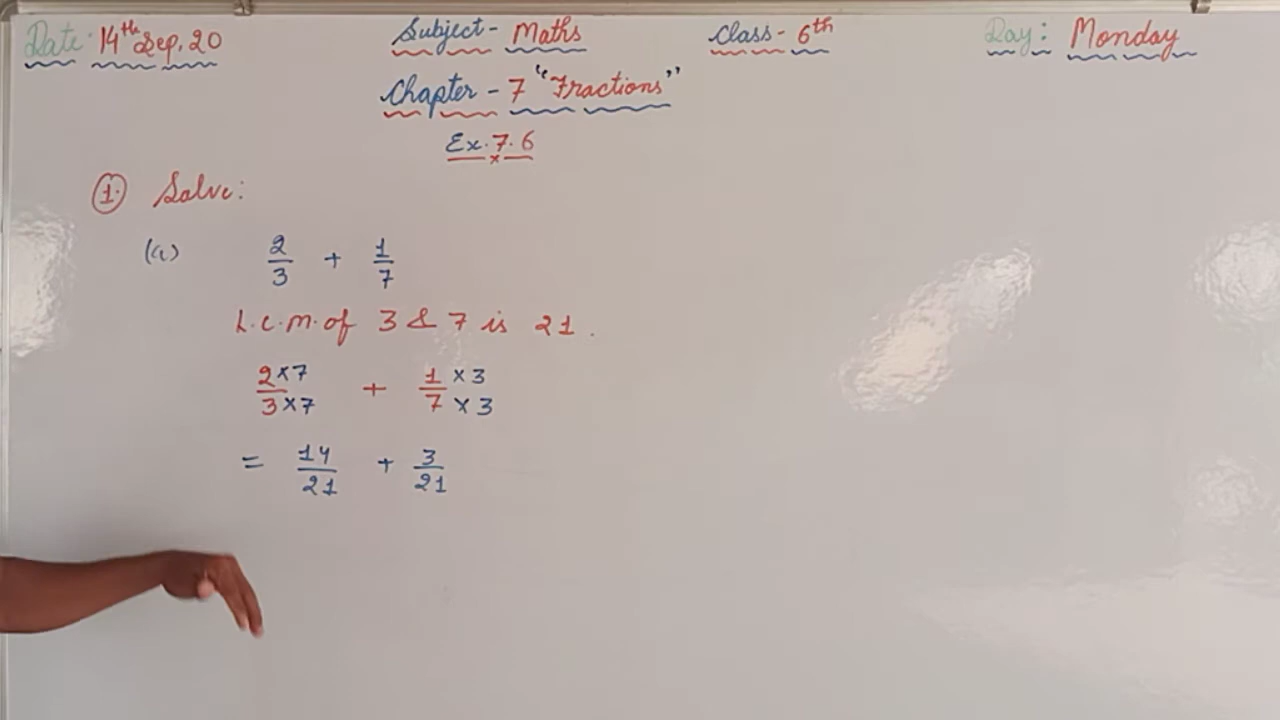 Date: 14th Sep, 20 Subject - Maths Class - 6th Day: Monday
Chapter - 7 "Fractions"
Ex. 7.6
1. Solve:
(a) 2/3 + 1/7
L.C.M. of 3 & 7 is 21.
2×7/3×7 + 1×3/7×3
= 14/21 + 3/21